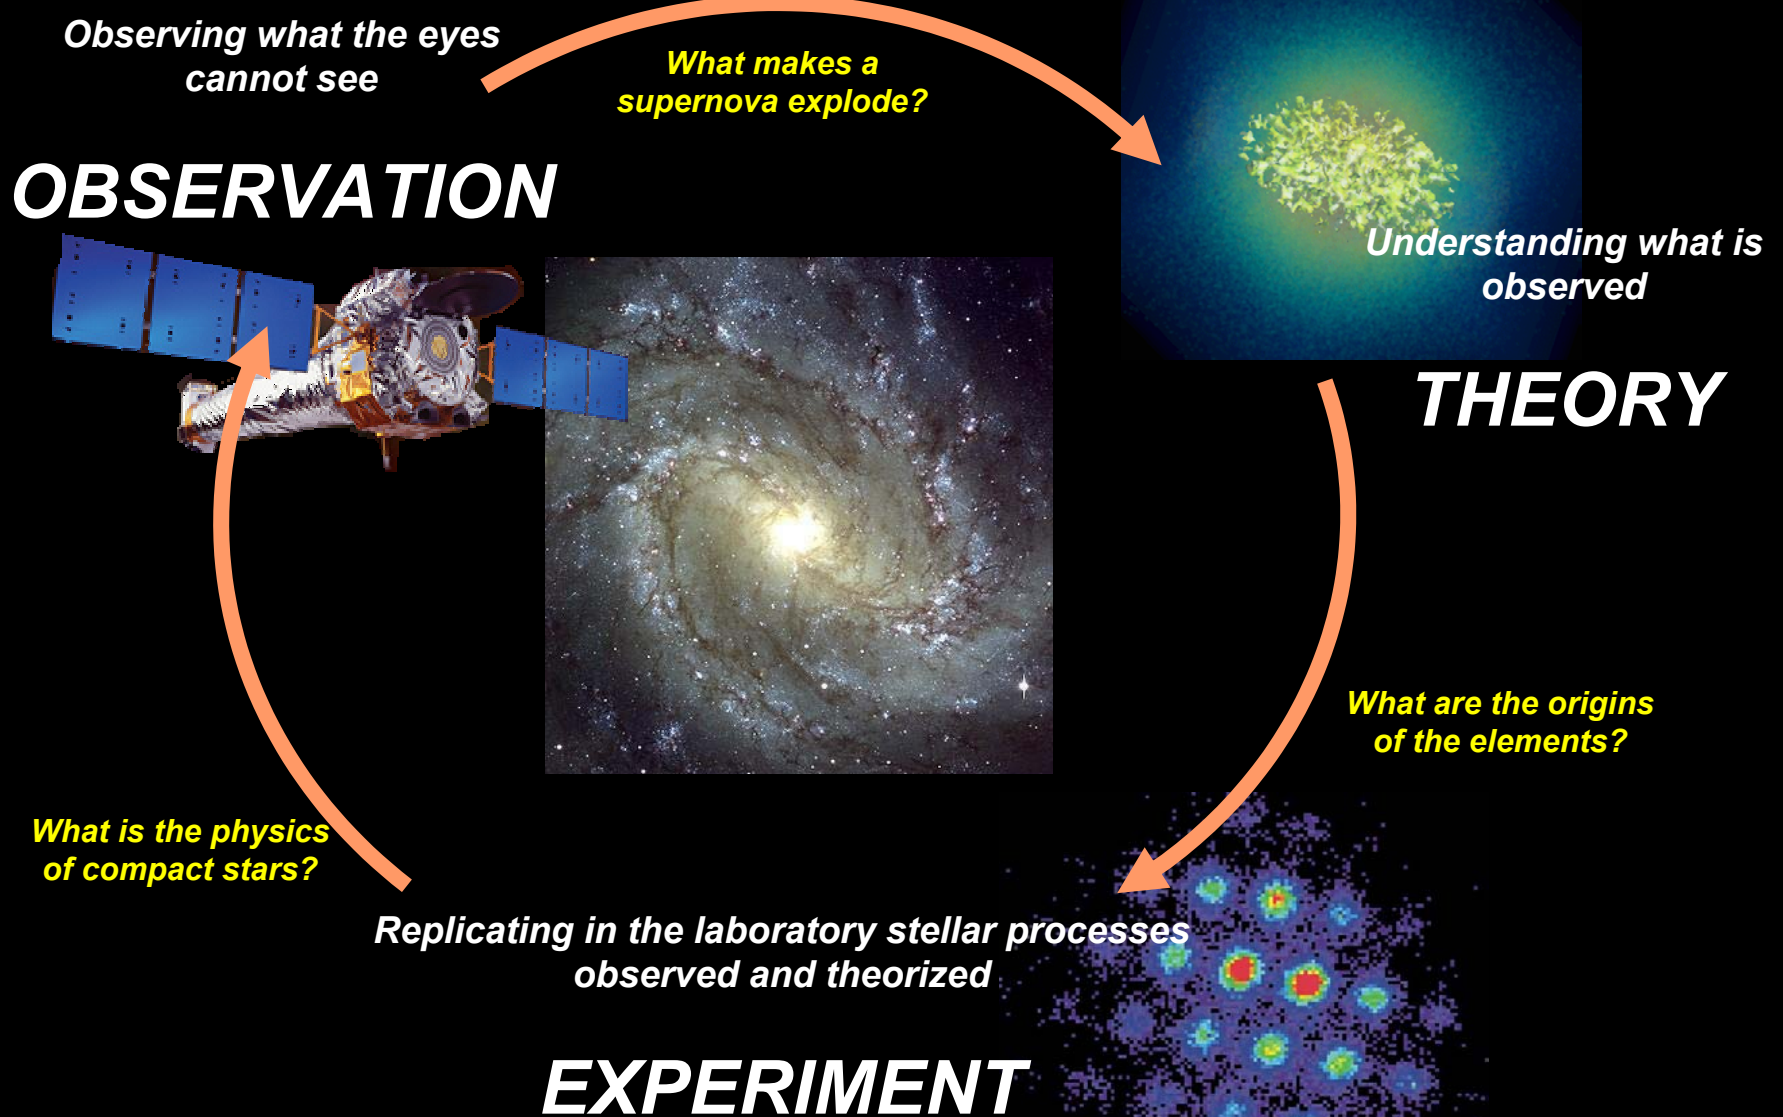 Observing what the eyes
cannot see
What makes a
supernova explode?
OBSERVATION
Understanding what is
observed
THEORY
What are the origins
of the elements?
What is the physics
of compact stars?
Replicating in the laboratory stellar processes
observed and theorized
EXPERIMENT